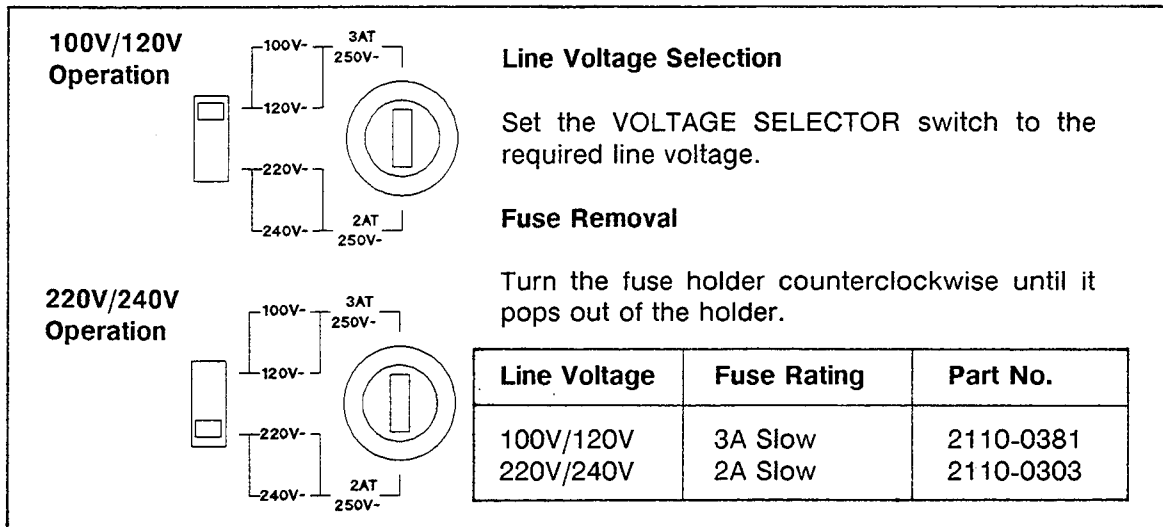 100V/120V
Operation
100V-
3AT
250V-
120V-
220V-
240V-
2AT
250V-
220V/240V
Operation
100V-
3AT
250V-
120V-
220V-
240V-
2AT
250V-
Line Voltage Selection
Set the VOLTAGE SELECTOR switch to the
required line voltage.
Fuse Removal
Turn the fuse holder counterclockwise until it
pops out of the holder.
Line Voltage Fuse Rating Part No.
100V/120V 3A Slow 2110-0381
220V/240V 2A Slow 2110-0303